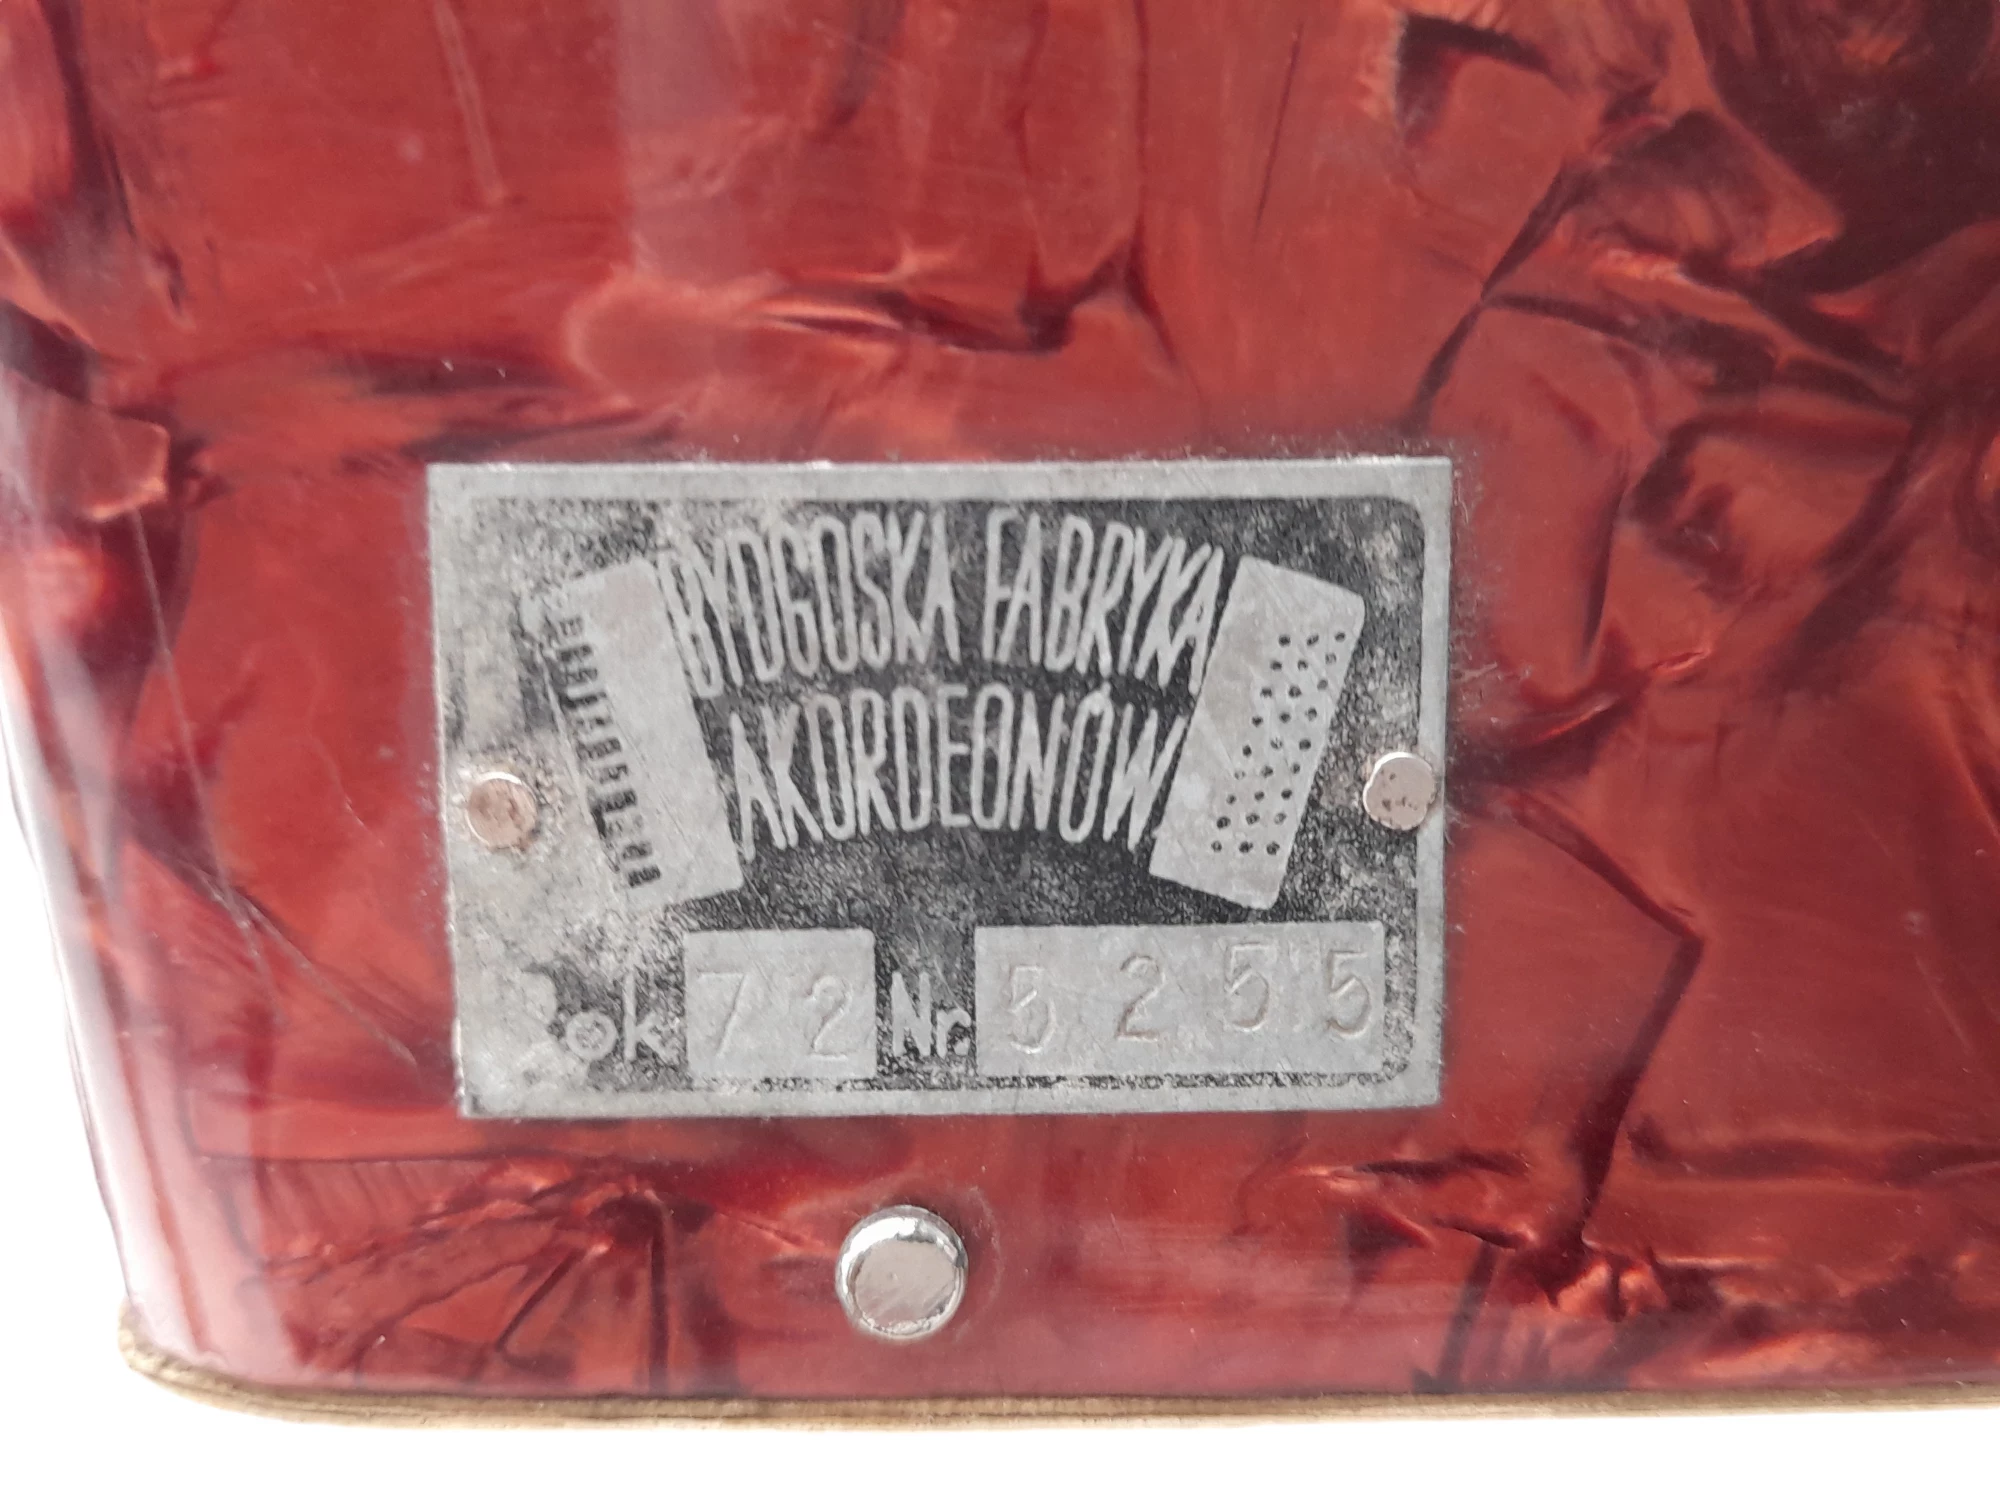 BYDGOSKA FABRYKA
AKORDEONÓW
Rok 72 Nr. 5255